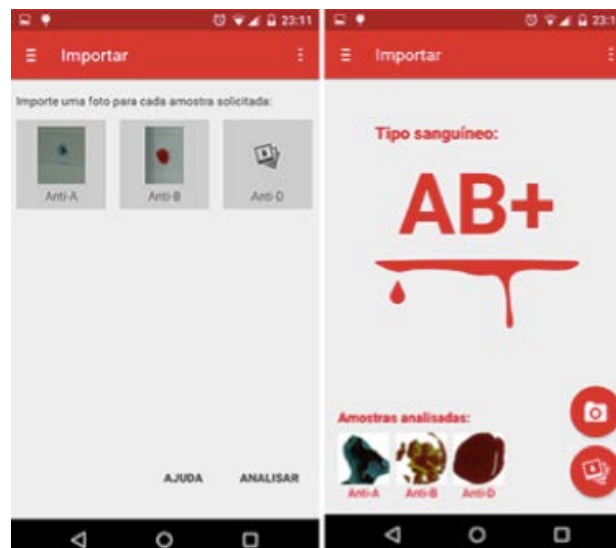 23:11
Importar
Importe uma foto para cada amostra solicitada:
Anti-A Anti-B Anti-D
AJUDA ANALISAR
Importar
Tipo sanguíneo:
AB+
Amostras analisadas:
Anti-A Anti-B Anti-D